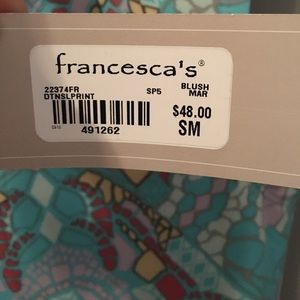 francesca's®
22374FR SP5 BLUSH
DTNSLPRINT MAR
$48.00
491262 SM